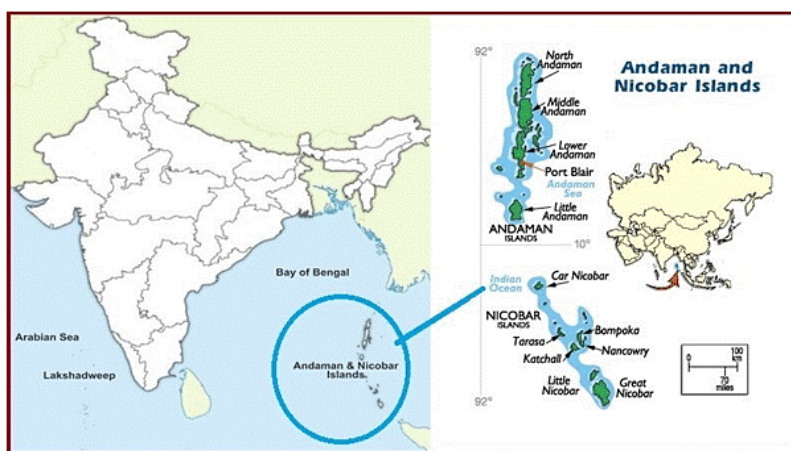 Bay of Bengal
Arabian Sea
Lakshadweep
Andaman & Nicobar
Islands
92°
North
Andaman
Middle
Andaman
Lower
Andaman
Port Blair
Andaman
Sea
Little
Andaman
ANDAMAN
ISLANDS
10°
Indian
Ocean
Car Nicobar
NICOBAR
ISLANDS
Bompoka
Tarasa
Nancowry
Katchall
Little
Nicobar
Great
Nicobar
92°
Andaman and
Nicobar Islands
0
100
km
70
miles